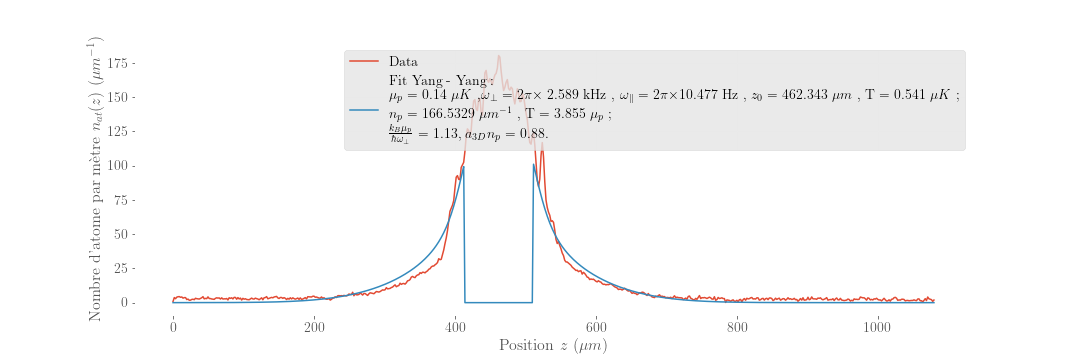 Nombre d'atome par mètre n_{at}(z) (μm^{-1})
175
150
125
100
75
50
25
0
Data
Fit Yang - Yang :
μ_p = 0.14 μK ,ω_⊥ = 2π× 2.589 kHz , ω_∥ = 2π×10.477 Hz , z_0 = 462.343 μm , T = 0.541 μK ;
n_p = 166.5329 μm^{-1} , T = 3.855 μ_p ;
\frac{k_B μ_p}{ℏω_⊥} = 1.13, a_{3D}n_p = 0.88.
0 200 400 600 800 1000
Position z (μm)